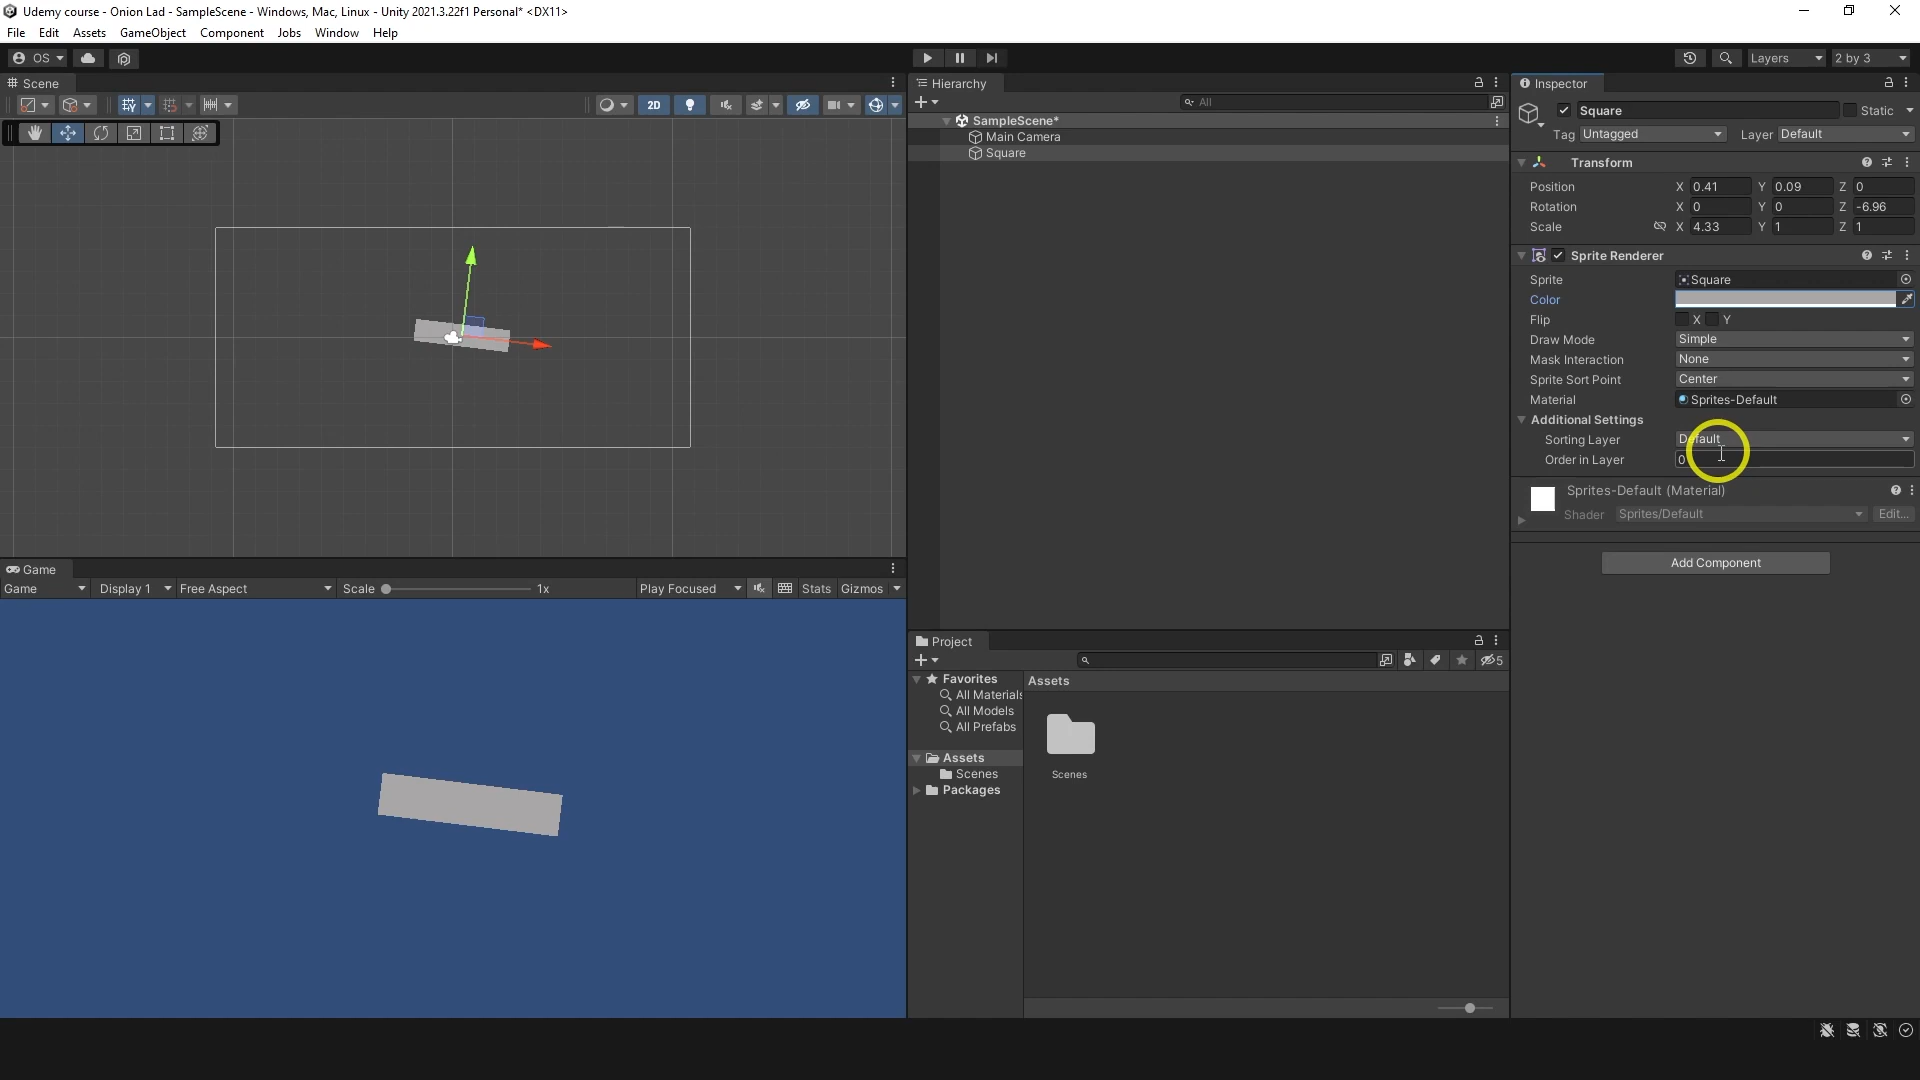 Udemy course - Onion Lad - SampleScene - Windows, Mac, Linux - Unity 2021.3.22f1 Personal* <DX11>
File Edit Assets GameObject Component Jobs Window Help
OS Layers 2 by 3
Scene
2D
Hierarchy
All
SampleScene*
Main Camera
Square
Inspector
Square Static
Tag Untagged Layer Default
Transform
Position X 0.41 Y 0.09 Z 0
Rotation X 0 Y 0 Z -6.96
Scale X 4.33 Y 1 Z 1
Sprite Renderer
Sprite Square
Color
Flip X Y
Draw Mode Simple
Mask Interaction None
Sprite Sort Point Center
Material Sprites-Default
Additional Settings
Sorting Layer Default
Order in Layer 0
Sprites-Default (Material)
Shader Sprites/Default Edit...
Add Component
Game
Game Display 1 Free Aspect Scale 1x Play Focused Stats Gizmos
Project
5
Favorites
All Materials
All Models
All Prefabs
Assets
Scenes
Packages
Assets
Scenes